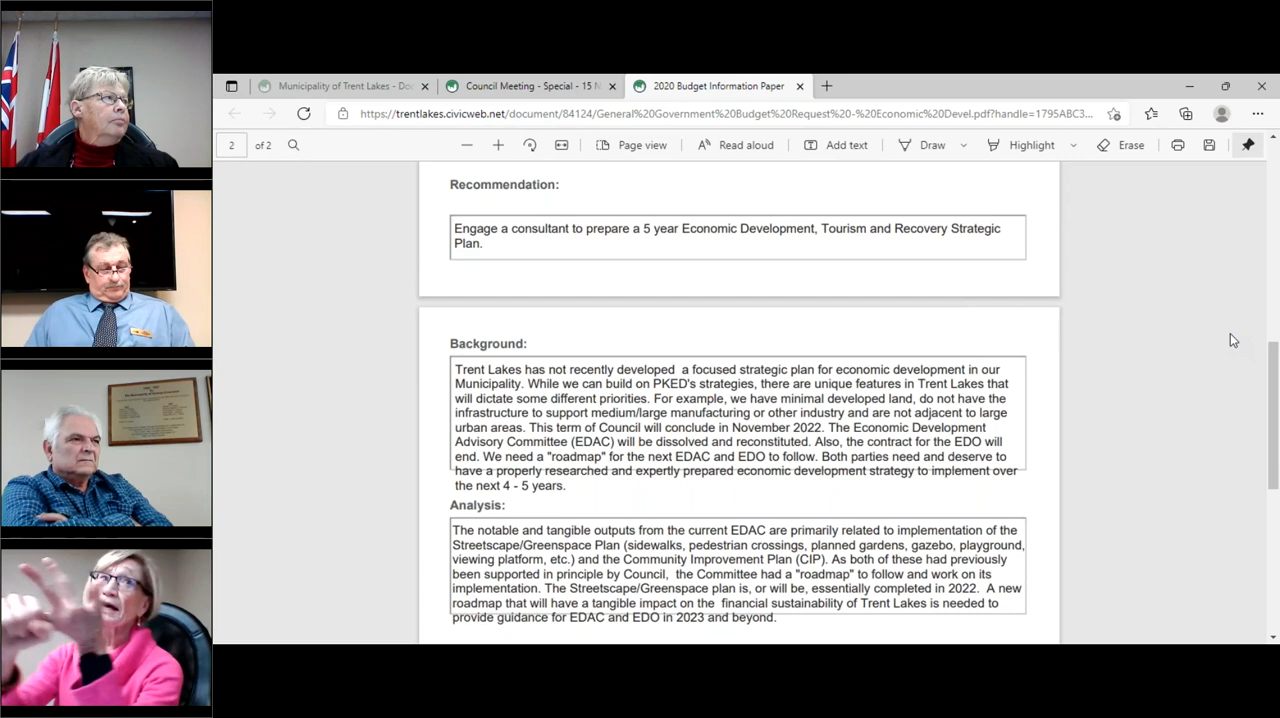 Municipality of Trent Lakes - Doc
Council Meeting - Special - 15 N
2020 Budget Information Paper
https://trentlakes.civicweb.net/document/84124/General%20Government%20Budget%20Request%20-%20Economic%20Devel.pdf?handle=1795ABC3...
2 of 2
Page view
Read aloud
Add text
Draw
Highlight
Erase
Recommendation:
Engage a consultant to prepare a 5 year Economic Development, Tourism and Recovery Strategic
Plan.
Background:
Trent Lakes has not recently developed  a focused strategic plan for economic development in our
Municipality. While we can build on PKED's strategies, there are unique features in Trent Lakes that
will dictate some different priorities. For example, we have minimal developed land, do not have the
infrastructure to support medium/large manufacturing or other industry and are not adjacent to large
urban areas. This term of Council will conclude in November 2022. The Economic Development
Advisory Committee (EDAC) will be dissolved and reconstituted. Also, the contract for the EDO will
end. We need a "roadmap" for the next EDAC and EDO to follow. Both parties need and deserve to
have a properly researched and expertly prepared economic development strategy to implement over
the next 4 - 5 years.
Analysis:
The notable and tangible outputs from the current EDAC are primarily related to implementation of the
Streetscape/Greenspace Plan (sidewalks, pedestrian crossings, planned gardens, gazebo, playground,
viewing platform, etc.) and the Community Improvement Plan (CIP). As both of these had previously
been supported in principle by Council,  the Committee had a "roadmap" to follow and work on its
implementation. The Streetscape/Greenspace plan is, or will be, essentially completed in 2022.  A new
roadmap that will have a tangible impact on the  financial sustainability of Trent Lakes is needed to
provide guidance for EDAC and EDO in 2023 and beyond.